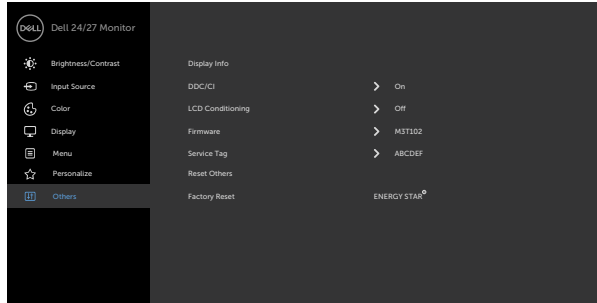 DELL Dell 24/27 Monitor
Brightness/Contrast
Input Source
Color
Display
Menu
Personalize
Others
Display Info
DDC/CI On
LCD Conditioning Off
Firmware M3T102
Service Tag ABCDEF
Reset Others
Factory Reset ENERGY STAR®